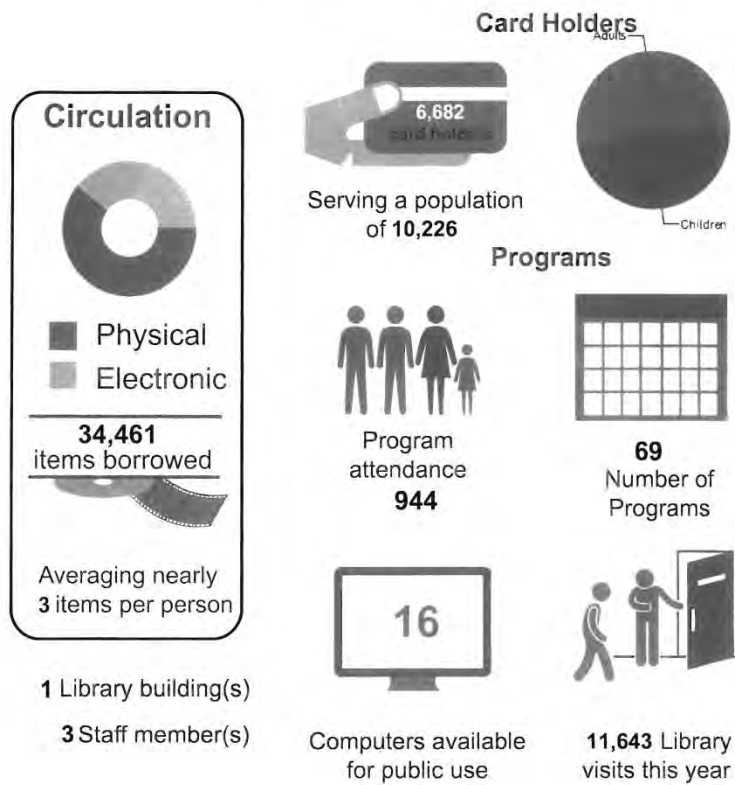 Circulation
Physical
Electronic
34,461
items borrowed
Averaging nearly
3 items per person
1 Library building(s)
3 Staff member(s)
Card Holders
Adults
6,682
card holders
Children
Serving a population
of 10,226
Programs
Program
attendance
944
69
Number of
Programs
16
Computers available
for public use
11,643 Library
visits this year